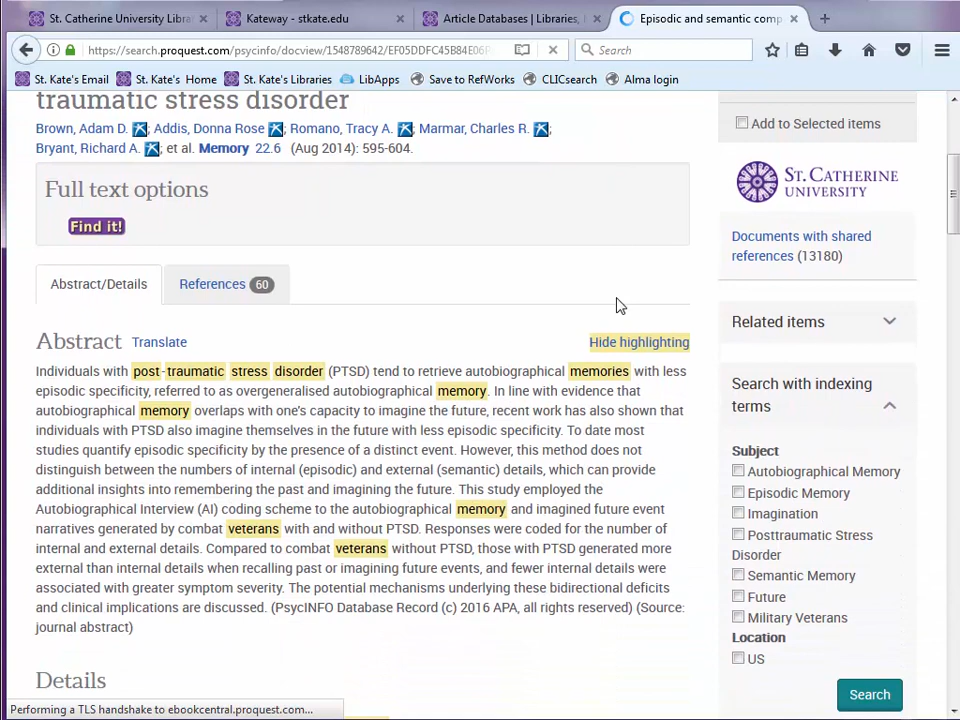 St. Catherine University Libra
Kateway - stkate.edu
Article Databases | Libraries,
Episodic and semantic comp
https://search.proquest.com/psycinfo/docview/1548789642/EF05DDFC45B84E06P
Search
St. Kate's Email
St. Kate's Home
St. Kate's Libraries
LibApps
Save to RefWorks
CLICsearch
Alma login
traumatic stress disorder
Brown, Adam D. ; Addis, Donna Rose ; Romano, Tracy A. ; Marmar, Charles R. ;
Bryant, Richard A. ; et al. Memory 22.6 (Aug 2014): 595-604.
Full text options
Find it!
Abstract/Details
References 60
Abstract Translate
Hide highlighting
Individuals with post-traumatic stress disorder (PTSD) tend to retrieve autobiographical memories with less
episodic specificity, referred to as overgeneralised autobiographical memory. In line with evidence that
autobiographical memory overlaps with one's capacity to imagine the future, recent work has also shown that
individuals with PTSD also imagine themselves in the future with less episodic specificity. To date most
studies quantify episodic specificity by the presence of a distinct event. However, this method does not
distinguish between the numbers of internal (episodic) and external (semantic) details, which can provide
additional insights into remembering the past and imagining the future. This study employed the
Autobiographical Interview (AI) coding scheme to the autobiographical memory and imagined future event
narratives generated by combat veterans with and without PTSD. Responses were coded for the number of
internal and external details. Compared to combat veterans without PTSD, those with PTSD generated more
external than internal details when recalling past or imagining future events, and fewer internal details were
associated with greater symptom severity. The potential mechanisms underlying these bidirectional deficits
and clinical implications are discussed. (PsycINFO Database Record (c) 2016 APA, all rights reserved) (Source:
journal abstract)
Details
Add to Selected items
St. Catherine
University
Documents with shared
references (13180)
Related items
Search with indexing
terms
Subject
Autobiographical Memory
Episodic Memory
Imagination
Posttraumatic Stress
Disorder
Semantic Memory
Future
Military Veterans
Location
US
Search
Performing a TLS handshake to ebookcentral.proquest.com...